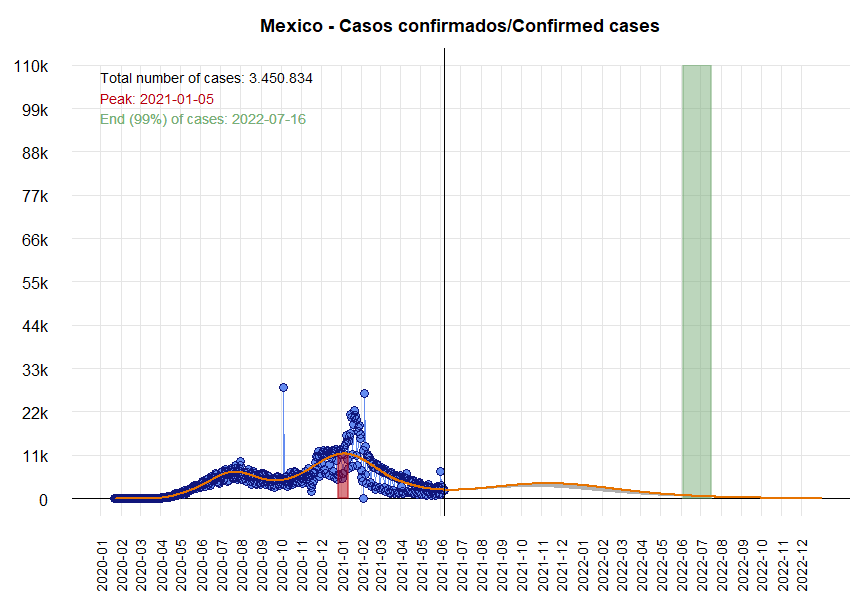 Mexico - Casos confirmados/Confirmed cases
Total number of cases: 3.450.834
Peak: 2021-01-05
End (99%) of cases: 2022-07-16
110k
99k
88k
77k
66k
55k
44k
33k
22k
11k
0
2020-01
2020-02
2020-03
2020-04
2020-05
2020-06
2020-07
2020-08
2020-09
2020-10
2020-10
2020-12
2021-01
2021-02
2021-03
2021-04
2021-05
2021-06
2021-07
2021-08
2021-09
2021-10
2021-11
2021-12
2022-01
2022-02
2022-03
2022-04
2022-05
2022-06
2022-07
2022-08
2022-09
2022-10
2022-11
2022-12